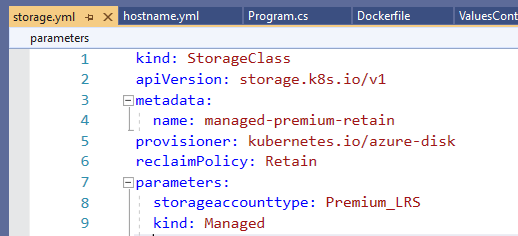 storage.yml hostname.yml Program.cs Dockerfile ValuesCont
parameters
1 kind: StorageClass
2 apiVersion: storage.k8s.io/v1
3 metadata:
4 name: managed-premium-retain
5 provisioner: kubernetes.io/azure-disk
6 reclaimPolicy: Retain
7 parameters:
8 storageaccounttype: Premium_LRS
9 kind: Managed